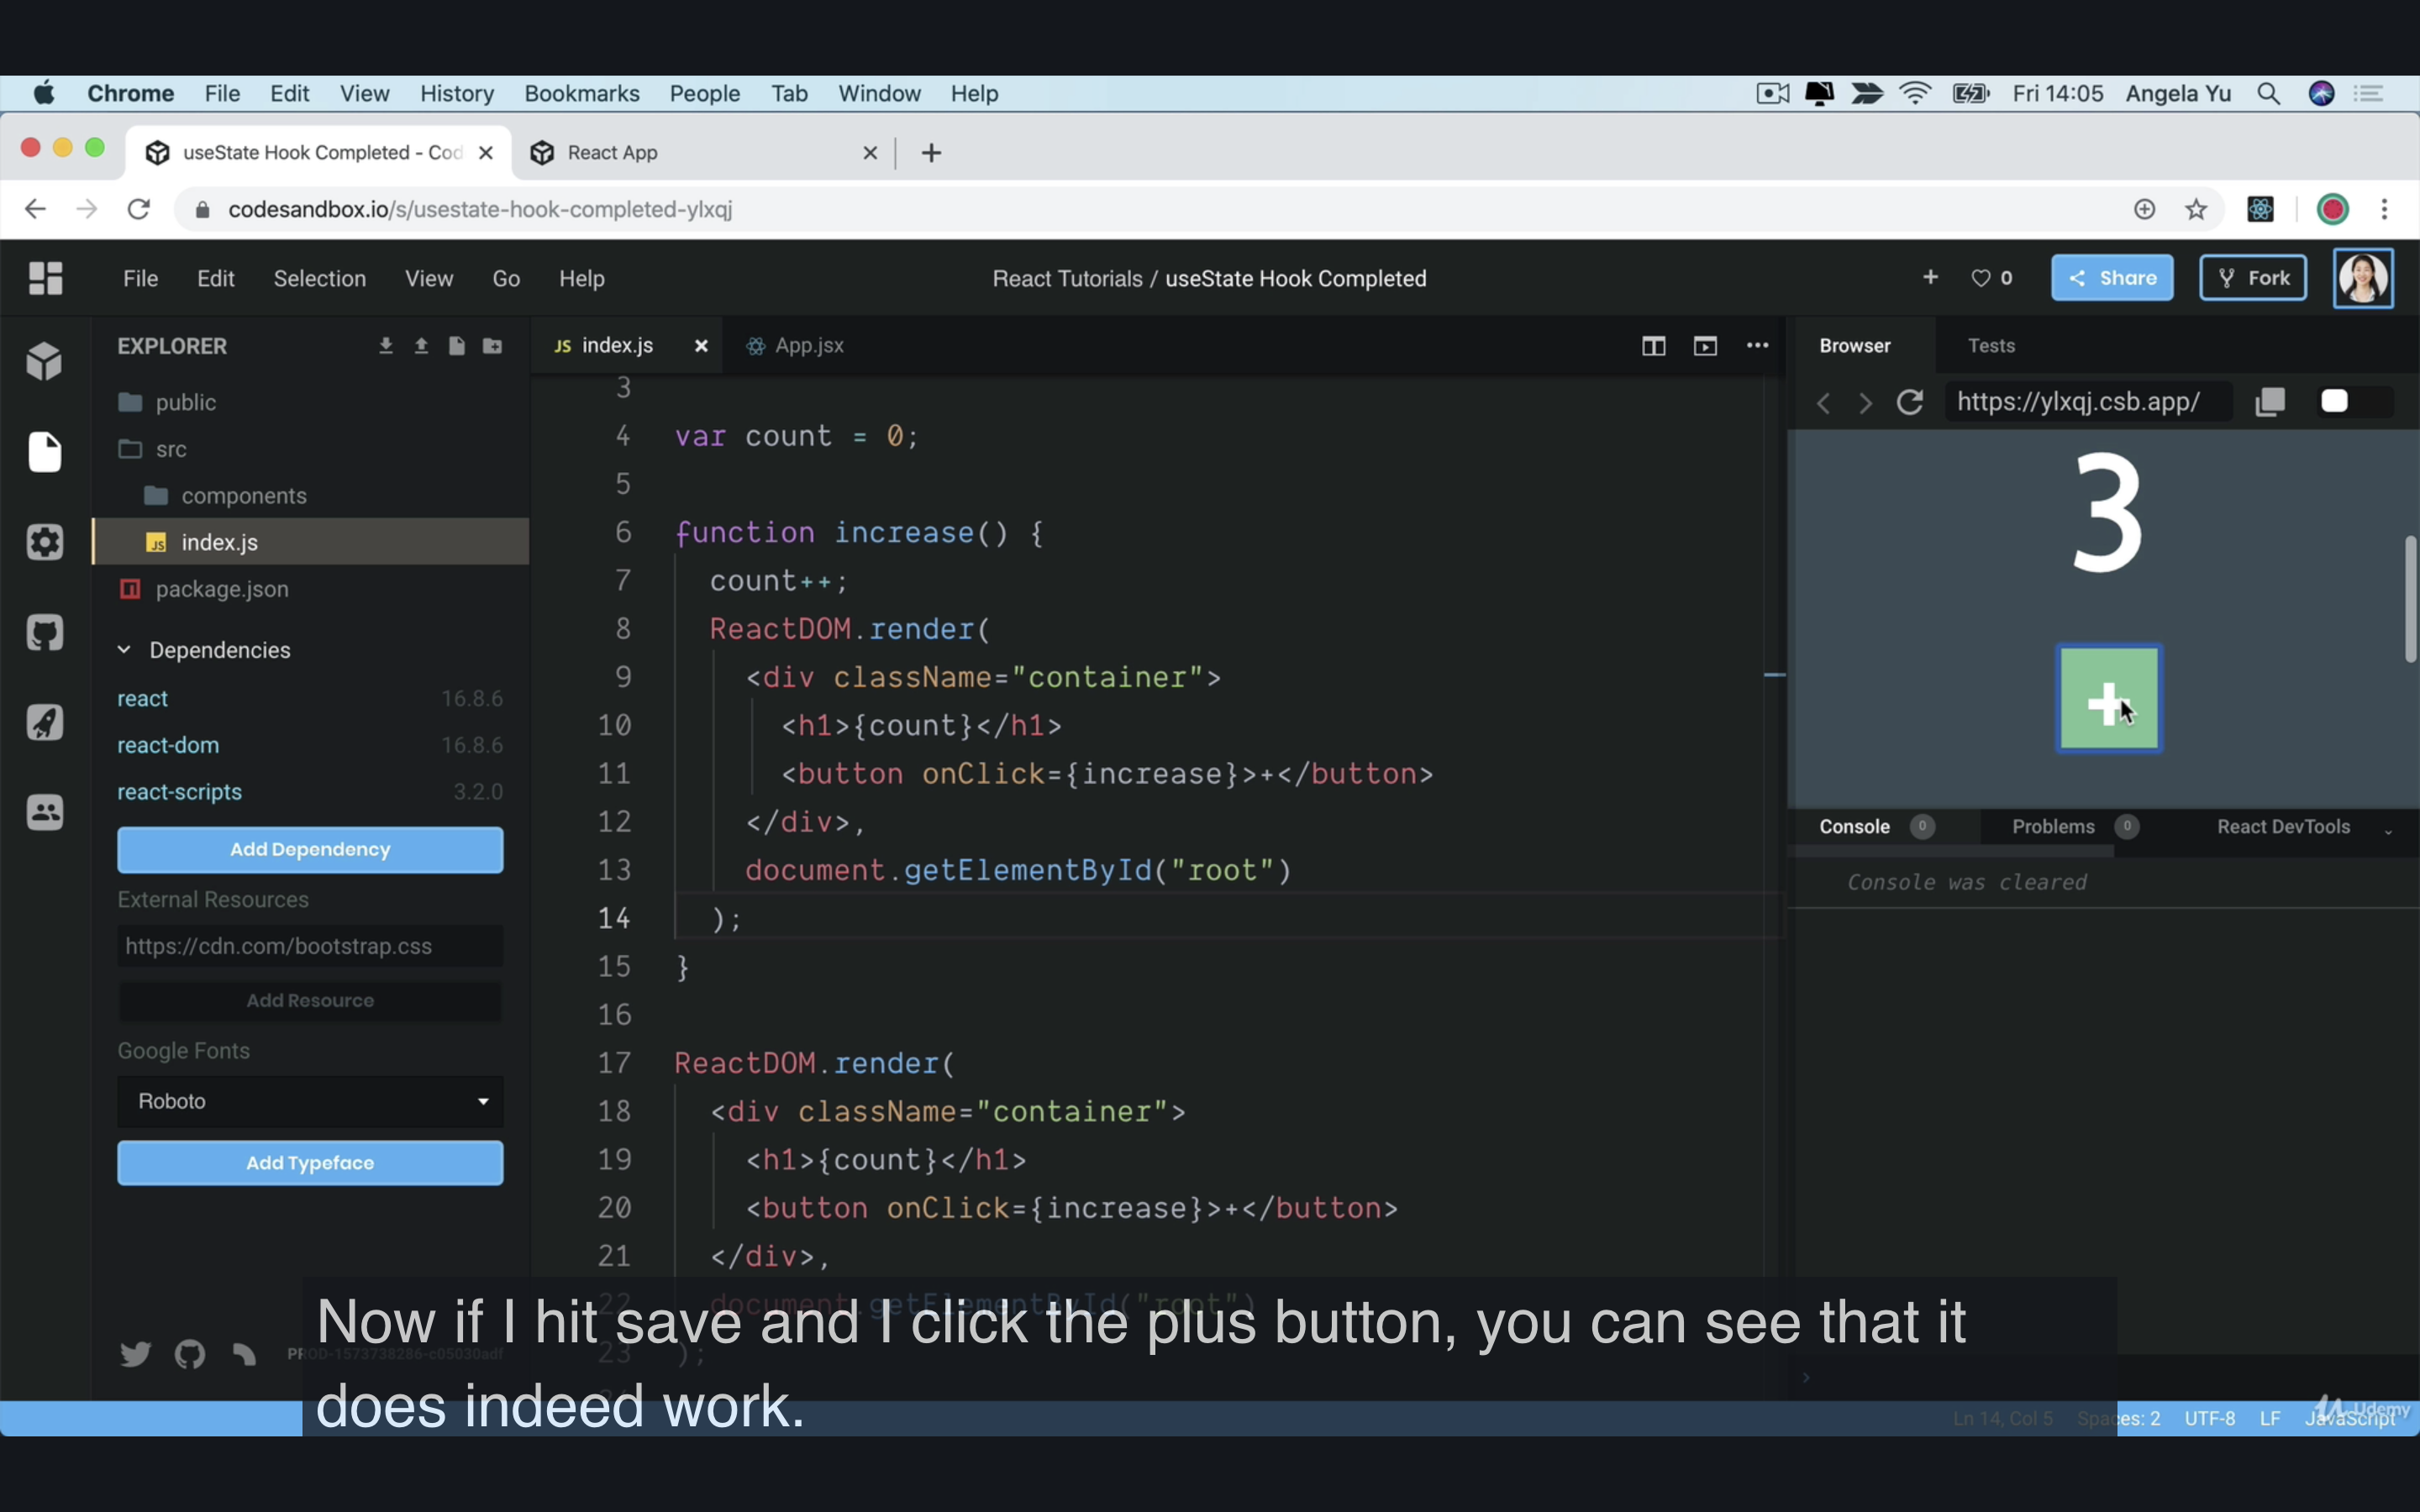 Chrome File Edit View History Bookmarks People Tab Window Help Fri 14:05 Angela Yu
useState Hook Completed - Cod React App
codesandbox.io/s/usestate-hook-completed-ylxqj
File Edit Selection View Go Help React Tutorials / useState Hook Completed + 0 Share Fork
EXPLORER
public
src
components
JS index.js
package.json
Dependencies
react 16.8.6
react-dom 16.8.6
react-scripts 3.2.0
Add Dependency
External Resources
https://cdn.com/bootstrap.css
Add Resource
Google Fonts
Roboto
Add Typeface
PROD-1573738286-c05030adf
JS index.js App.jsx
3
4 var count = 0;
5
6 function increase() {
7 count++;
8 ReactDOM.render(
9 <div className="container">
10 <h1>{count}</h1>
11 <button onClick={increase}>+</button>
12 </div>,
13 document.getElementById("root")
14 );
15 }
16
17 ReactDOM.render(
18 <div className="container">
19 <h1>{count}</h1>
20 <button onClick={increase}>+</button>
21 </div>,
22 document.getElementById("root")
23 );
Browser Tests
https://ylxqj.csb.app/
3
+
Console 0 Problems 0 React DevTools
Console was cleared
Now if I hit save and I click the plus button, you can see that it
does indeed work.
Ln 14, Col 5 Spaces: 2 UTF-8 LF JavaScript
Udemy